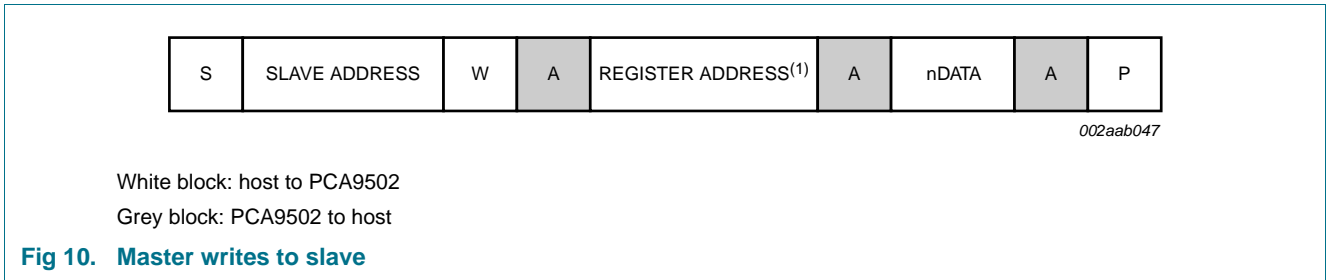 S SLAVE ADDRESS W A REGISTER ADDRESS(1) A nDATA A P
002aab047
White block: host to PCA9502
Grey block: PCA9502 to host
Fig 10. Master writes to slave